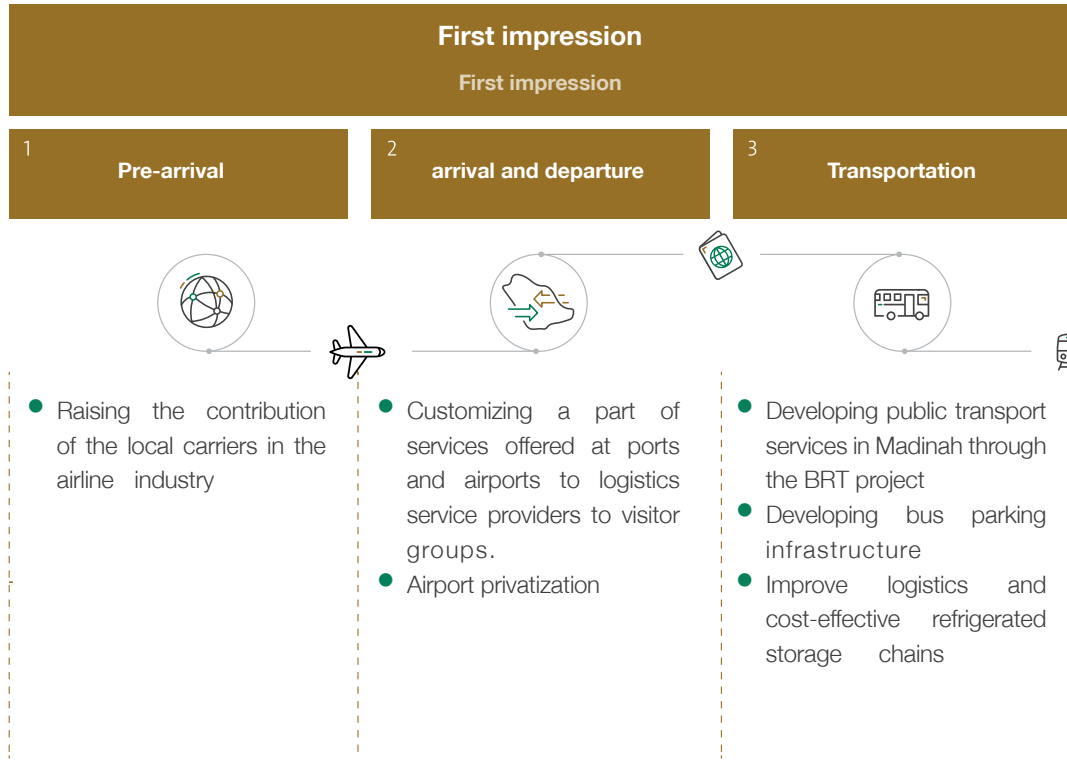 First impression
First impression
1
Pre-arrival
2
arrival and departure
3
Transportation
Raising the contribution
of the local carriers in the
airline industry
Customizing a part of
services offered at ports
and airports to logistics
service providers to visitor
groups.
Airport privatization
Developing public transport
services in Madinah through
the BRT project
Developing bus parking
infrastructure
Improve logistics and
cost-effective refrigerated
storage chains